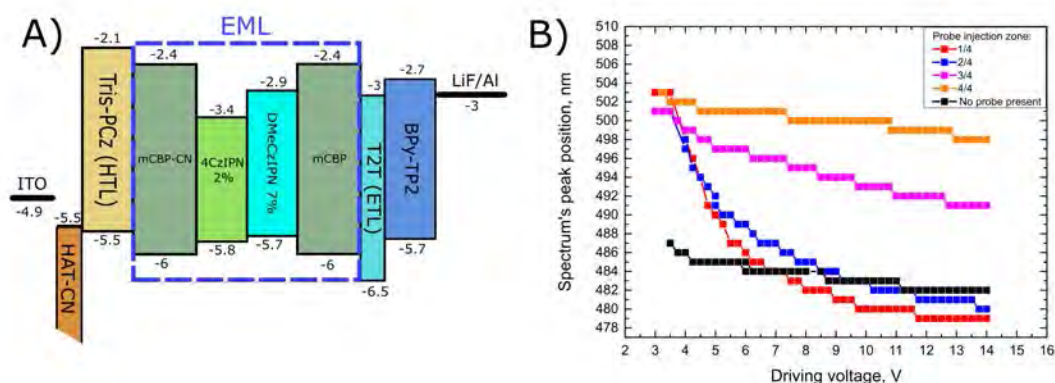 A)
EML
-2.1
-2.4
-2.4
-2.9
-3
-2.7
LiF/Al
-3
-3.4
Tris-PCz (HTL)
mCBP-CN
4CzIPN
2%
DMeCzIPN 7%
mCBP
T2T (ETL)
BPy-TP2
ITO
-4.9
-5.5
-5.5
-5.8
-5.7
-5.7
-6
-6
-6.5
HAT-CN
B)
Spectrum's peak position, nm
510
508
506
504
502
500
498
496
494
492
490
488
486
484
482
480
478
Probe injection zone:
1/4
2/4
3/4
4/4
No probe present
2 3 4 5 6 7 8 9 10 11 12 13 14 15 16
Driving voltage, V